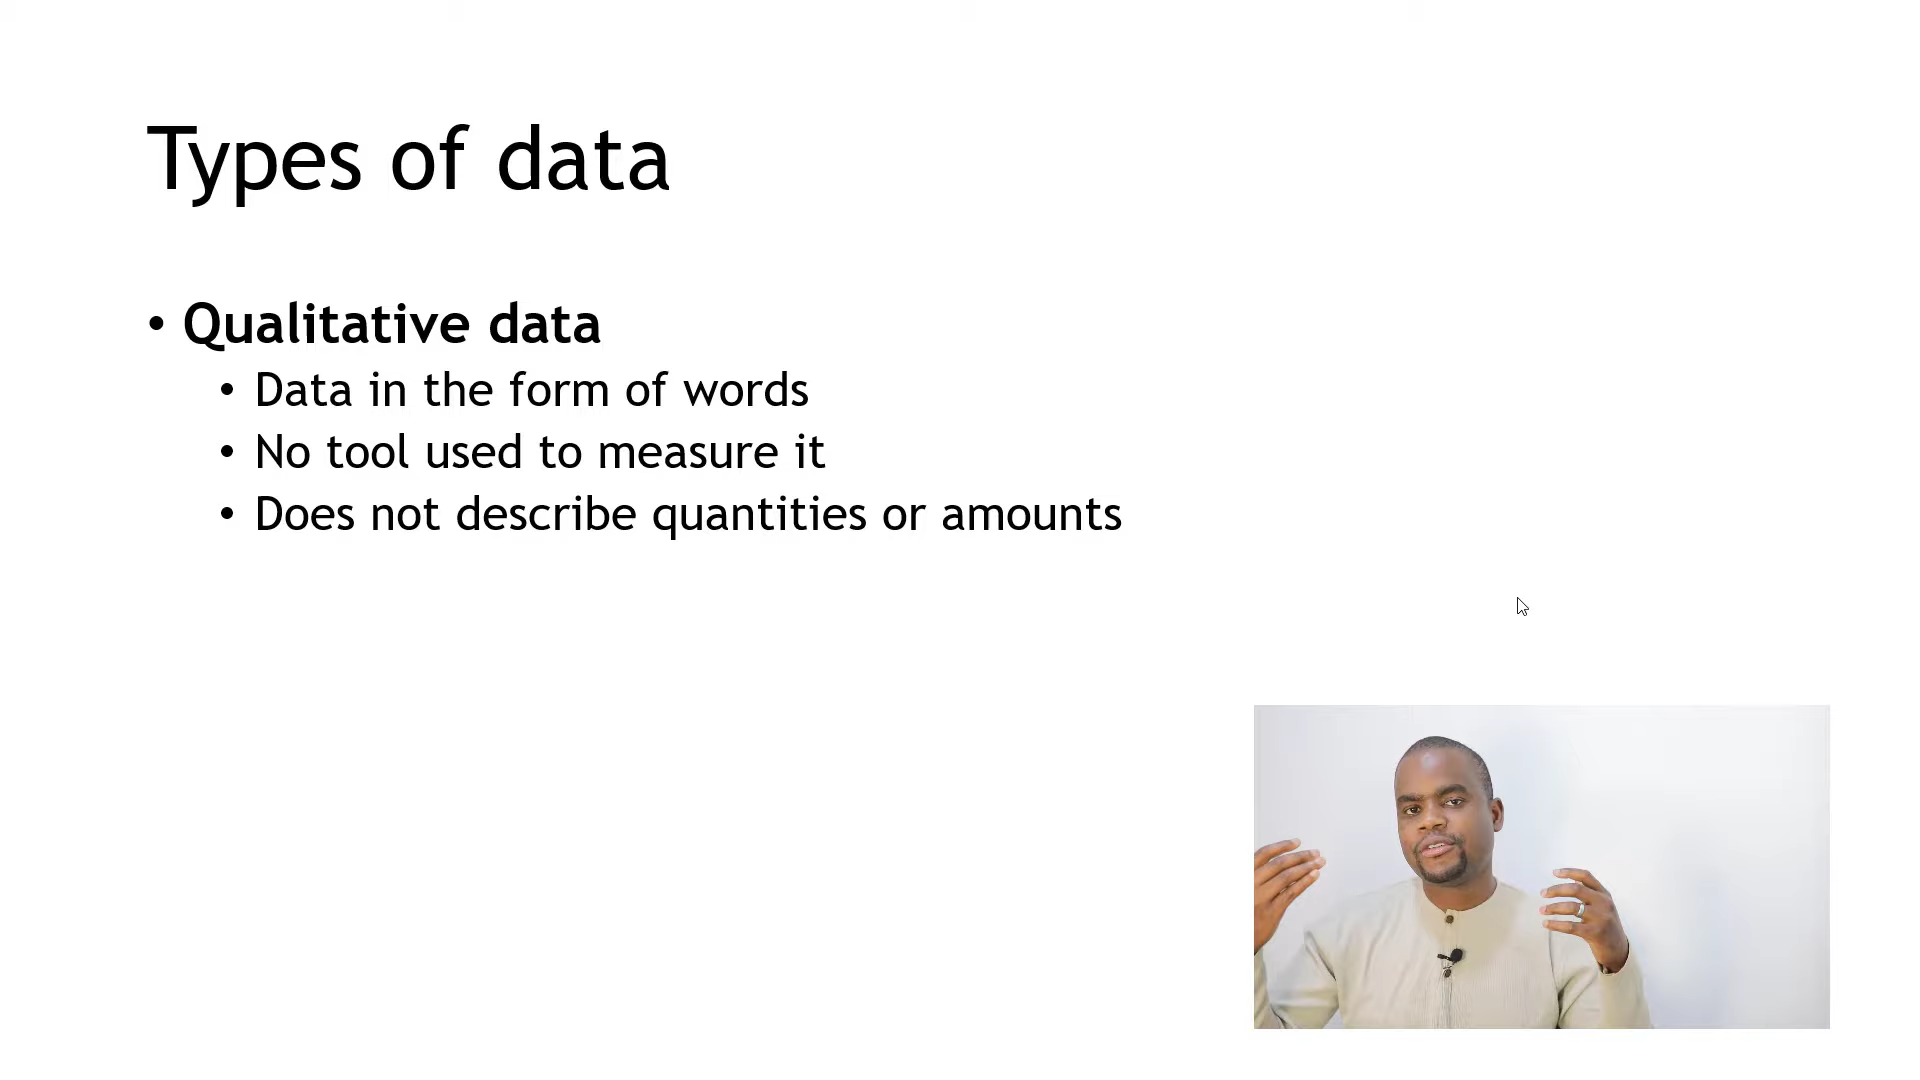 Types of data
• Qualitative data
• Data in the form of words
• No tool used to measure it
• Does not describe quantities or amounts